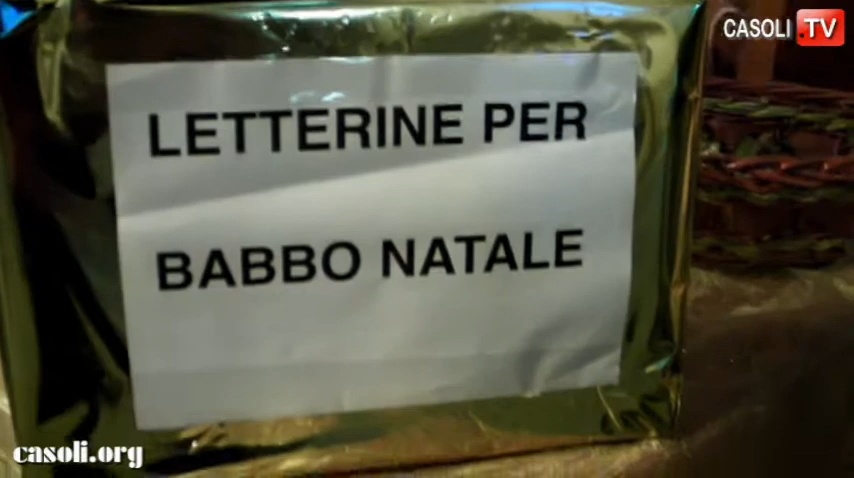 CASOLI.TV
LETTERINE PER
BABBO NATALE
casoli.org